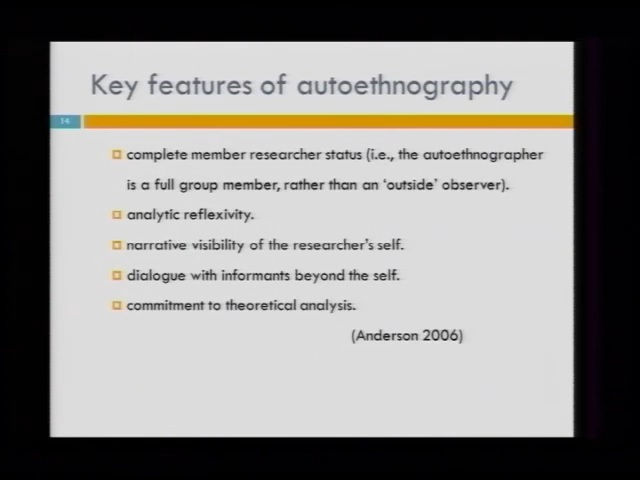 Key features of autoethnography
14
complete member researcher status (i.e., the autoethnographer
is a full group member, rather than an 'outside' observer).
analytic reflexivity.
narrative visibility of the researcher's self.
dialogue with informants beyond the self.
commitment to theoretical analysis.
(Anderson 2006)